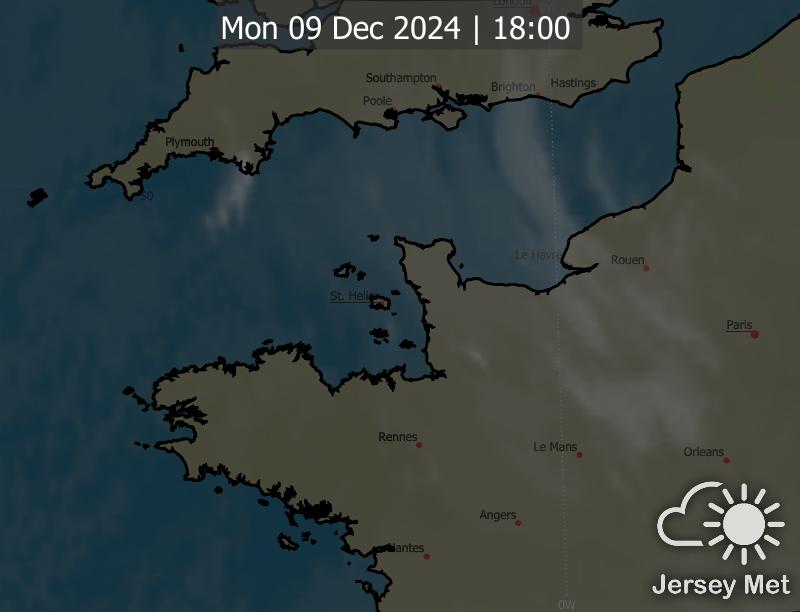 London
Mon 09 Dec 2024 | 18:00
Southampton
Brighton
Hastings
Poole
Plymouth
50
Le Havre
Rouen
St. Helier
Paris
Rennes
Le Mans
Orleans
Angers
Nantes
Jersey Met
0W